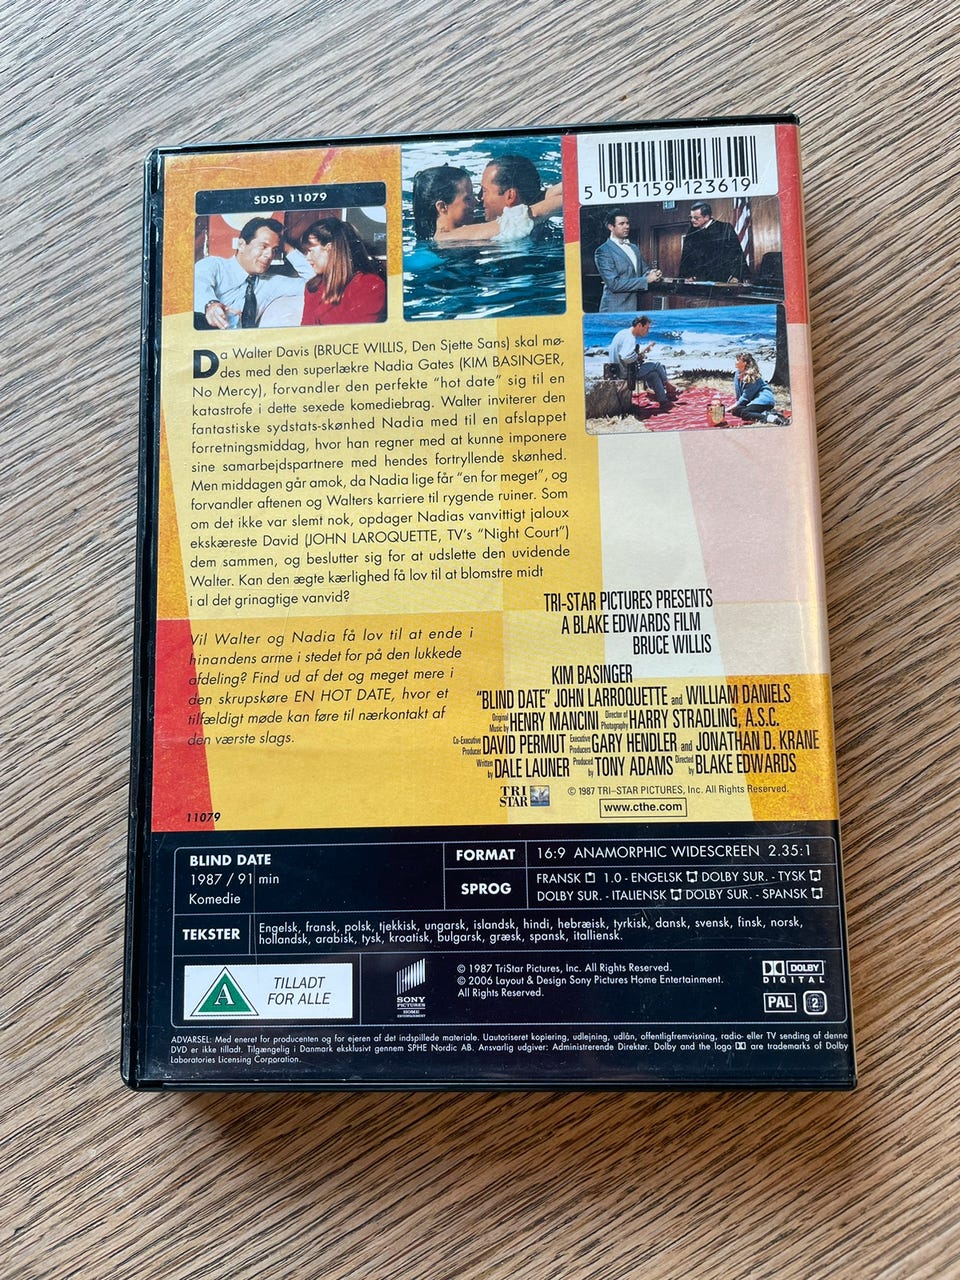 SDSD 11079
5 051159 123619
Da Walter Davis (BRUCE WILLIS, Den Sjette Sans) skal mø-
des med den superlækre Nadia Gates (KIM BASINGER,
No Mercy), forvandler den perfekte "hot date" sig til en
katastrofe i dette sexede komediebrag. Walter inviterer den
fantastiske sydstats-skønhed Nadia med til en afslappet
forretningsmiddag, hvor han regner med at kunne imponere
sine samarbejdspartnere med hendes fortryllende skønhed.
Men middagen går amok, da Nadia lige får "en for meget", og
forvandler aftenen og Walters karriere til rygende ruiner. Som
om det ikke var slemt nok, opdager Nadias vanvittigt jaloux
ekskæreste David (JOHN LAROQUETTE, TV's "Night Court")
dem sammen, og beslutter sig for at udslette den uvidende
Walter. Kan den ægte kærlighed få lov til at blomstre midt
i al det grinagtige vanvid?
Vil Walter og Nadia få lov til at ende i
hinandens arme i stedet for på den lukkede
afdeling? Find ud af det og meget mere i
den skrupskøre EN HOT DATE, hvor et
tilfældigt møde kan føre til nærkontakt af
den værste slags.
TRI-STAR PICTURES PRESENTS
A BLAKE EDWARDS FILM
BRUCE WILLIS
KIM BASINGER
"BLIND DATE" JOHN LARROQUETTE and WILLIAM DANIELS
Original Music by HENRY MANCINI Director of Photography HARRY STRADLING, A.S.C.
Co-Executive Producer DAVID PERMUT Executive Producers GARY HENDLER and JONATHAN D. KRANE
Written by DALE LAUNER Produced by TONY ADAMS Directed by BLAKE EDWARDS
TRI STAR © 1987 TRI-STAR PICTURES, Inc. All Rights Reserved.
www.cthe.com
11079
BLIND DATE
1987 / 91 min
Komedie
FORMAT 16:9 ANAMORPHIC WIDESCREEN 2.35:1
SPROG FRANSK 1.0 - ENGELSK DOLBY SUR. - TYSK
DOLBY SUR. - ITALIENSK DOLBY SUR. - SPANSK
TEKSTER Engelsk, fransk, polsk, tjekkisk, ungarsk, islandsk, hindi, hebræisk, tyrkisk, dansk, svensk, finsk, norsk,
hollandsk, arabisk, tysk, kroatisk, bulgarsk, græsk, spansk, italliensk.
A TILLADT
FOR ALLE
SONY
PICTURES
HOME
ENTERTAINMENT
© 1987 TriStar Pictures, Inc. All Rights Reserved.
© 2006 Layout & Design Sony Pictures Home Entertainment.
All Rights Reserved.
DOLBY
DIGITAL
PAL 2
ADVARSEL: Med eneret for producenten og for ejeren af det indspillede materiale. Uautoriseret kopiering, udlejning, udlån, offentligfremvisning, radio- eller TV sending af denne
DVD er ikke tilladt. Tilgængelig i Danmark eksklusivt gennem SPHE Nordic AB. Ansvarlig udgiver: Administrerende Direktør. Dolby and the logo are trademarks of Dolby
Laboratories Licensing Corporation.